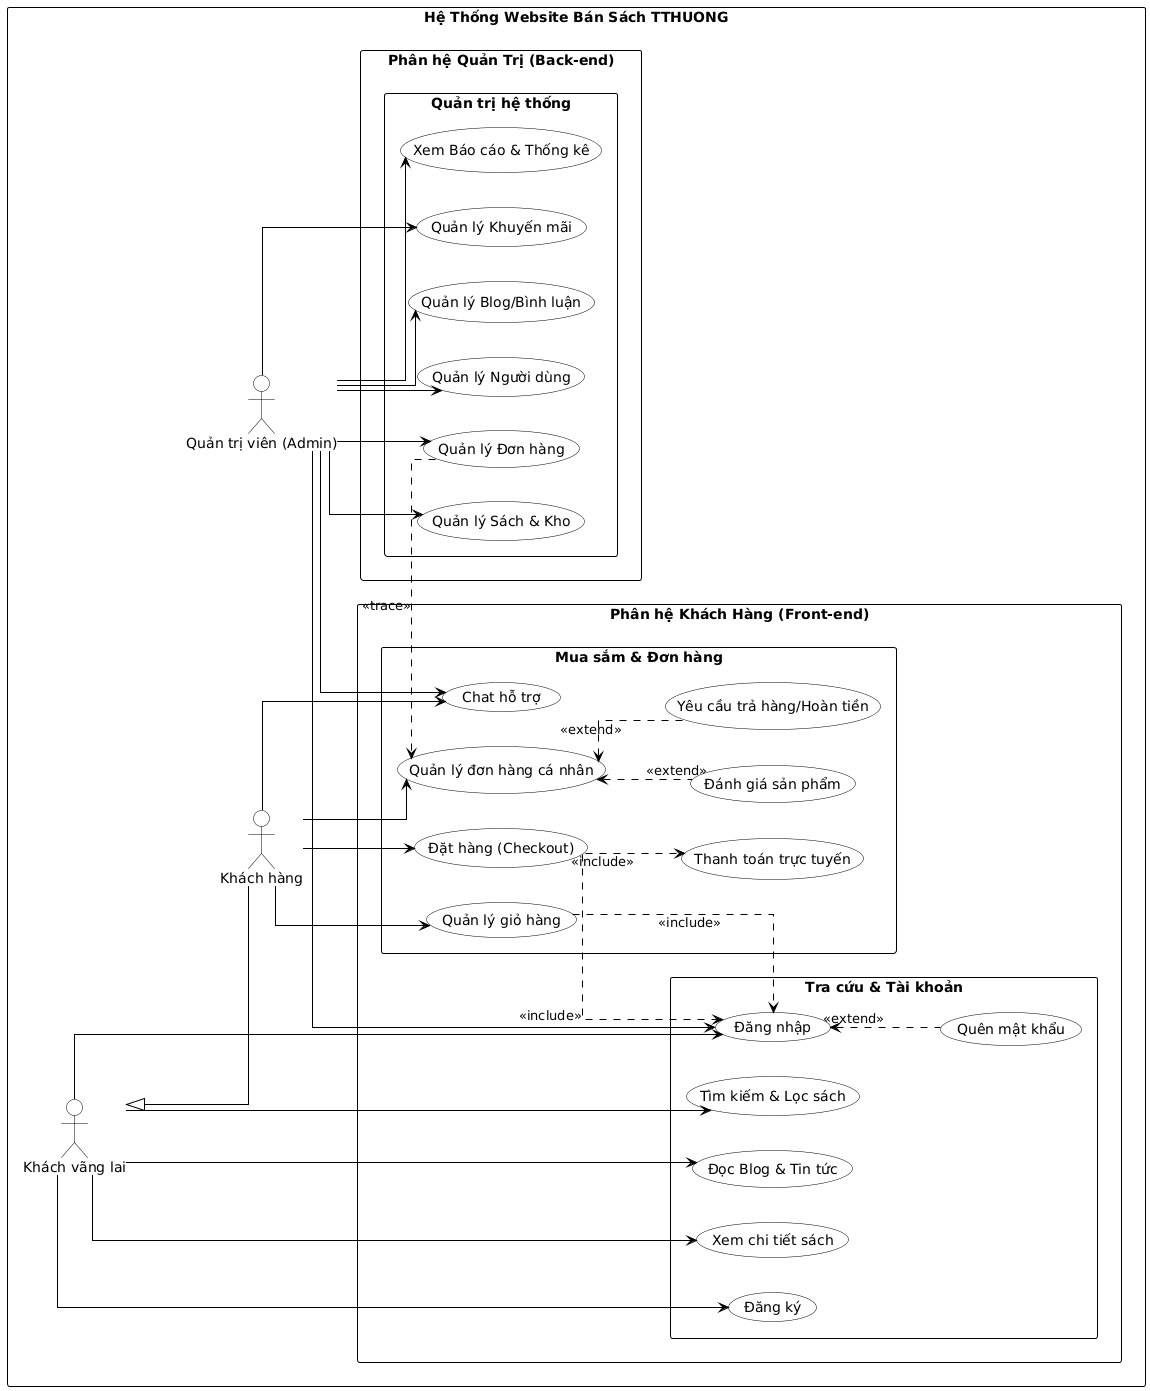 Hệ Thống Website Bán Sách TTHUONG
Phân hệ Quản Trị (Back-end)
Quản trị hệ thống
Xem Báo cáo & Thống kê
Quản lý Khuyến mãi
Quản lý Blog/Bình luận
Quản lý Người dùng
Quản trị viên (Admin)
Quản lý Đơn hàng
Quản lý Sách & Kho
«trace»
Phân hệ Khách Hàng (Front-end)
Mua sắm & Đơn hàng
Chat hỗ trợ
Yêu cầu trả hàng/Hoàn tiền
«extend»
Quản lý đơn hàng cá nhân
«extend»
Đánh giá sản phẩm
Đặt hàng (Checkout)
«include»
Thanh toán trực tuyến
Khách hàng
Quản lý giỏ hàng
«include»
Tra cứu & Tài khoản
«include»
Đăng nhập
«extend»
Quên mật khẩu
Tìm kiếm & Lọc sách
Khách vãng lai
Đọc Blog & Tin tức
Xem chi tiết sách
Đăng ký